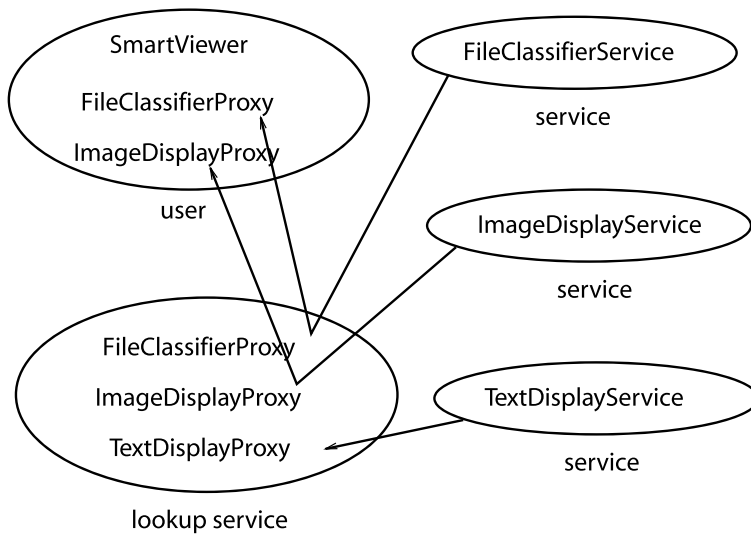 SmartViewer
FileClassifierProxy
ImageDisplayProxy
user
FileClassifierService
service
ImageDisplayService
service
FileClassifierProxy
ImageDisplayProxy
TextDisplayProxy
lookup service
TextDisplayService
service